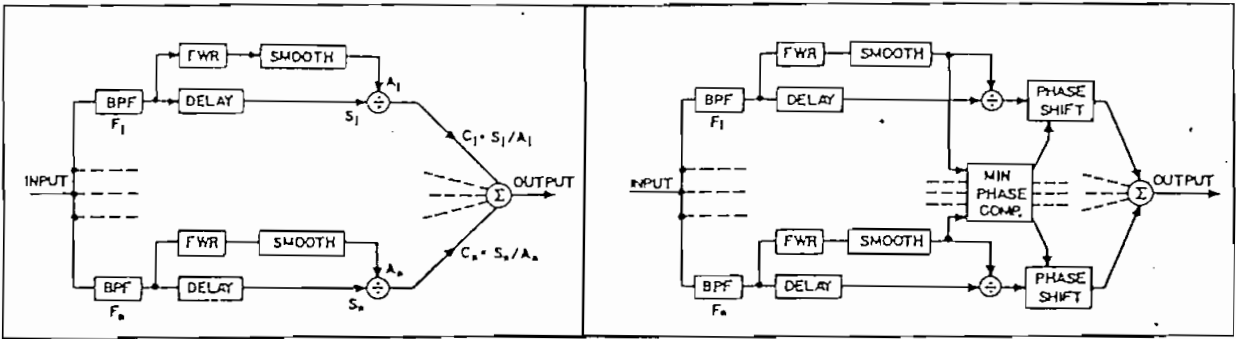 FWR
SMOOTH
A₁
BPF
DELAY
F₁
S₁
÷
C₁ = S₁/A₁
INPUT
Σ
OUTPUT
FWR
SMOOTH
Cₙ = Sₙ/Aₙ
Aₙ
BPF
DELAY
Fₙ
Sₙ
÷
FWR
SMOOTH
BPF
DELAY
F₁
÷
PHASE
SHIFT
INPUT
MIN
PHASE
COMP.
Σ
OUTPUT
FWR
SMOOTH
BPF
DELAY
Fₙ
÷
PHASE
SHIFT